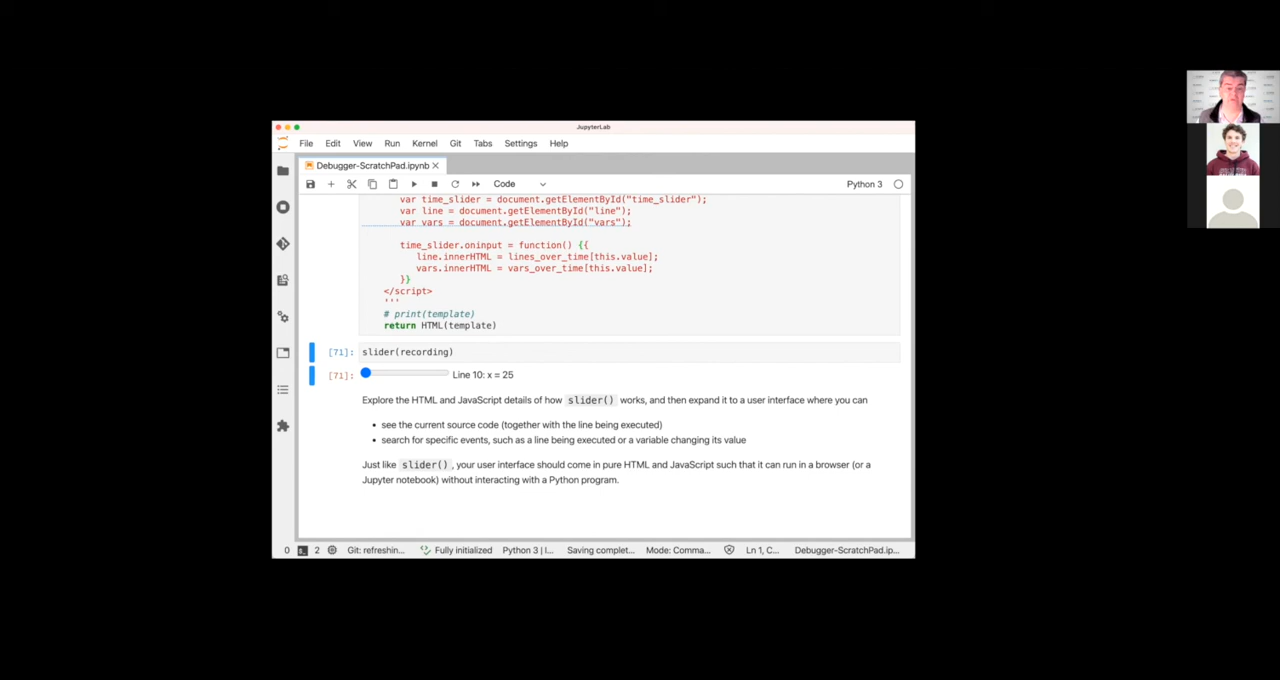 JupyterLab
File Edit View Run Kernel Git Tabs Settings Help
Debugger-ScratchPad.ipynb
Code
Python 3
var time_slider = document.getElementById("time_slider");
var line = document.getElementById("line");
var vars = document.getElementById("vars");
time_slider.oninput = function() {{
line.innerHTML = lines_over_time[this.value];
vars.innerHTML = vars_over_time[this.value];
}}
</script>
'''
# print(template)
return HTML(template)
[71]: slider(recording)
[71]: Line 10: x = 25
Explore the HTML and JavaScript details of how slider() works, and then expand it to a user interface where you can
• see the current source code (together with the line being executed)
• search for specific events, such as a line being executed or a variable changing its value
Just like slider(), your user interface should come in pure HTML and JavaScript such that it can run in a browser (or a
Jupyter notebook) without interacting with a Python program.
0 2 Git: refreshin... Fully initialized Python 3 | I... Saving complet... Mode: Comma... Ln 1, C... Debugger-ScratchPad.ip...